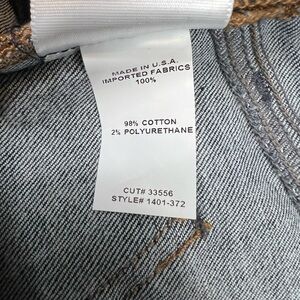 MADE IN U.S.A.
IMPORTED FABRICS
100%
98% COTTON
2% POLYURETHANE
CUT# 33556
STYLE# 1401-372